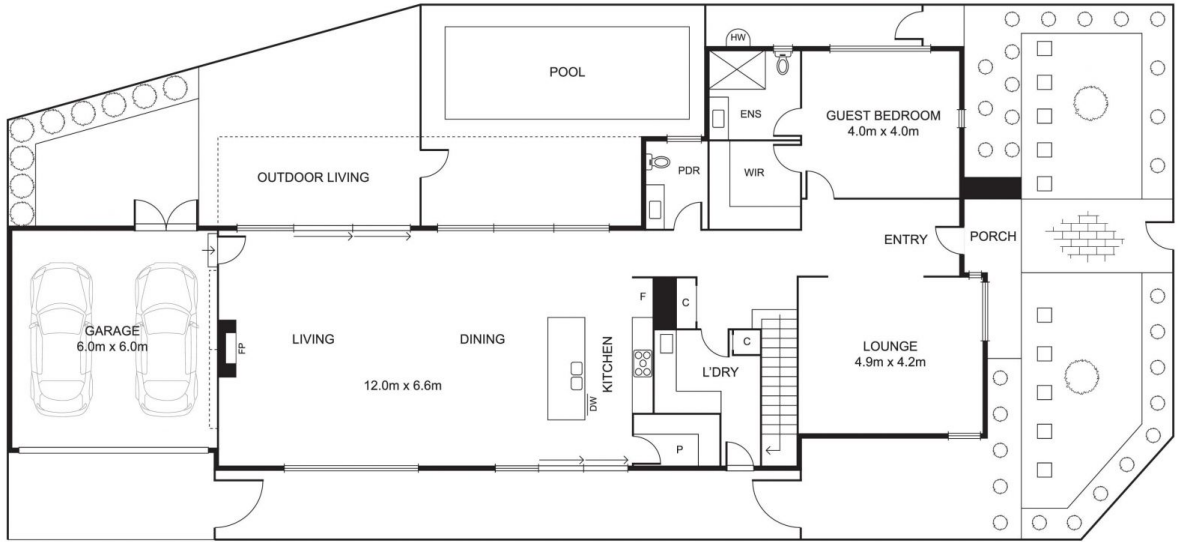 HW
POOL
ENS
GUEST BEDROOM
4.0m x 4.0m
OUTDOOR LIVING
PDR
WIR
ENTRY
PORCH
F
C
GARAGE
6.0m x 6.0m
FP
LIVING
DINING
KITCHEN
C
LOUNGE
4.9m x 4.2m
L'DRY
12.0m x 6.6m
DW
P